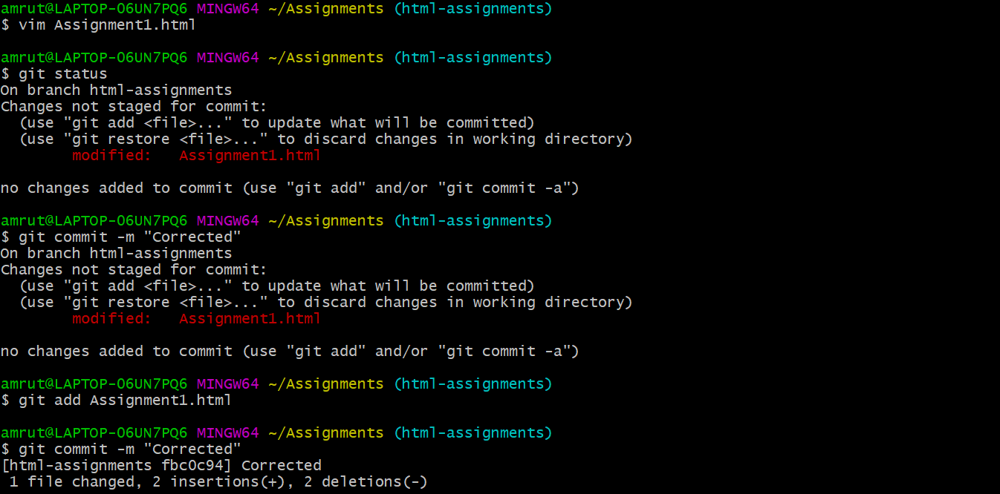 amrut@LAPTOP-O6UN7PQ6 MINGW64 ~/Assignments (html-assignments)
$ vim Assignment1.html

amrut@LAPTOP-O6UN7PQ6 MINGW64 ~/Assignments (html-assignments)
$ git status
On branch html-assignments
Changes not staged for commit:
  (use "git add <file>..." to update what will be committed)
  (use "git restore <file>..." to discard changes in working directory)
        modified:   Assignment1.html

no changes added to commit (use "git add" and/or "git commit -a")

amrut@LAPTOP-O6UN7PQ6 MINGW64 ~/Assignments (html-assignments)
$ git commit -m "Corrected"
On branch html-assignments
Changes not staged for commit:
  (use "git add <file>..." to update what will be committed)
  (use "git restore <file>..." to discard changes in working directory)
        modified:   Assignment1.html

no changes added to commit (use "git add" and/or "git commit -a")

amrut@LAPTOP-O6UN7PQ6 MINGW64 ~/Assignments (html-assignments)
$ git add Assignment1.html

amrut@LAPTOP-O6UN7PQ6 MINGW64 ~/Assignments (html-assignments)
$ git commit -m "Corrected"
[html-assignments fbc0c94] Corrected
 1 file changed, 2 insertions(+), 2 deletions(-)